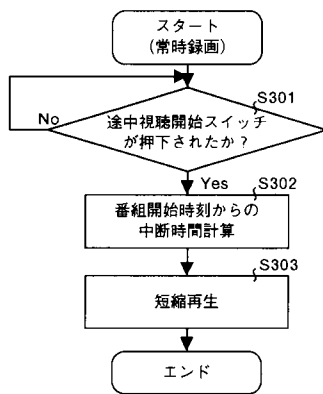 スタート
(常時録画)
S301
途中視聴開始スイッチ
が押下されたか？
No
Yes
S302
番組開始時刻からの
中断時間計算
S303
短縮再生
エンド